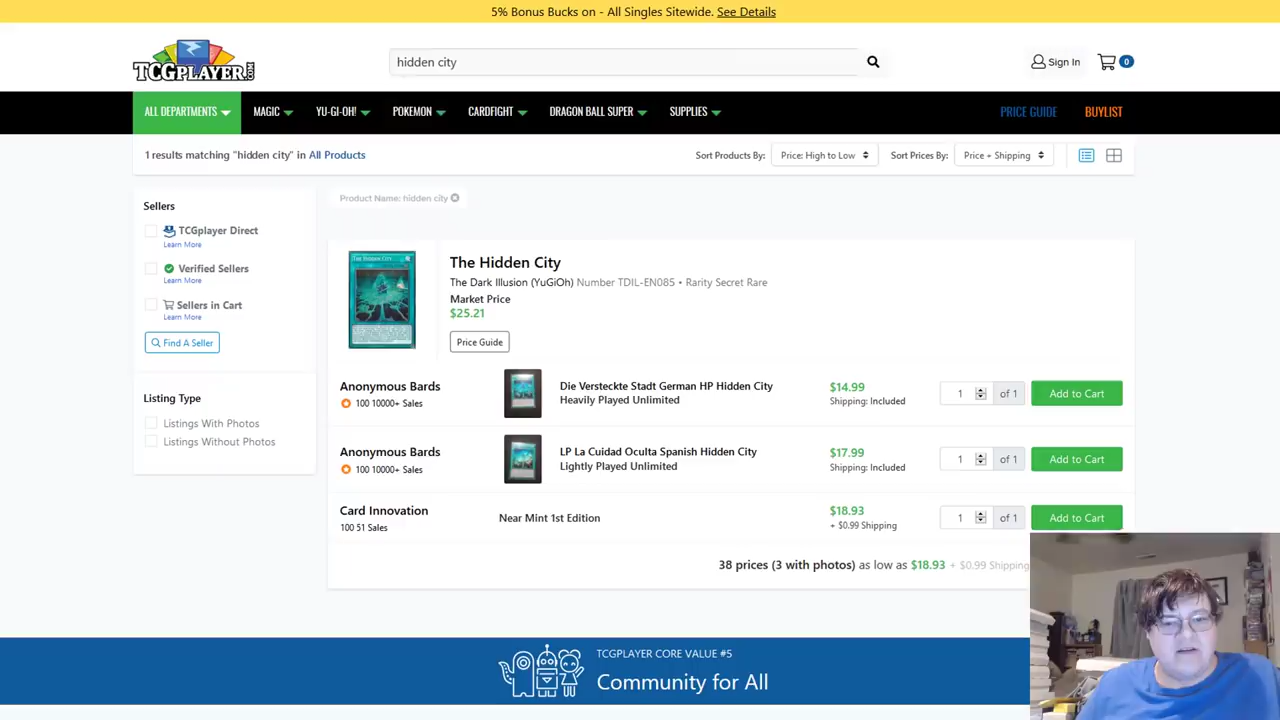 5% Bonus Bucks on - All Singles Sitewide. See Details
TCGPLAYER.COM
hidden city
Sign In
0
ALL DEPARTMENTS
MAGIC
YU-GI-OH!
POKEMON
CARDFIGHT
DRAGON BALL SUPER
SUPPLIES
PRICE GUIDE
BUYLIST
1 results matching "hidden city" in All Products
Sort Products By:
Price: High to Low
Sort Prices By:
Price + Shipping
Product Name: hidden city
Sellers
TCGplayer Direct
Learn More
Verified Sellers
Learn More
Sellers in Cart
Learn More
Find A Seller
Listing Type
Listings With Photos
Listings Without Photos
THE HIDDEN CITY
The Hidden City
The Dark Illusion (YuGiOh) Number TDIL-EN085 • Rarity Secret Rare
Market Price
$25.21
Price Guide
Anonymous Bards
100 10000+ Sales
Die Versteckte Stadt German HP Hidden City
Heavily Played Unlimited
$14.99
Shipping: Included
1
of 1
Add to Cart
Anonymous Bards
100 10000+ Sales
LP La Cuidad Oculta Spanish Hidden City
Lightly Played Unlimited
$17.99
Shipping: Included
1
of 1
Add to Cart
Card Innovation
100 51 Sales
Near Mint 1st Edition
$18.93
+ $0.99 Shipping
1
of 1
Add to Cart
38 prices (3 with photos) as low as $18.93 + $0.99 Shipping
TCGPLAYER CORE VALUE #5
Community for All